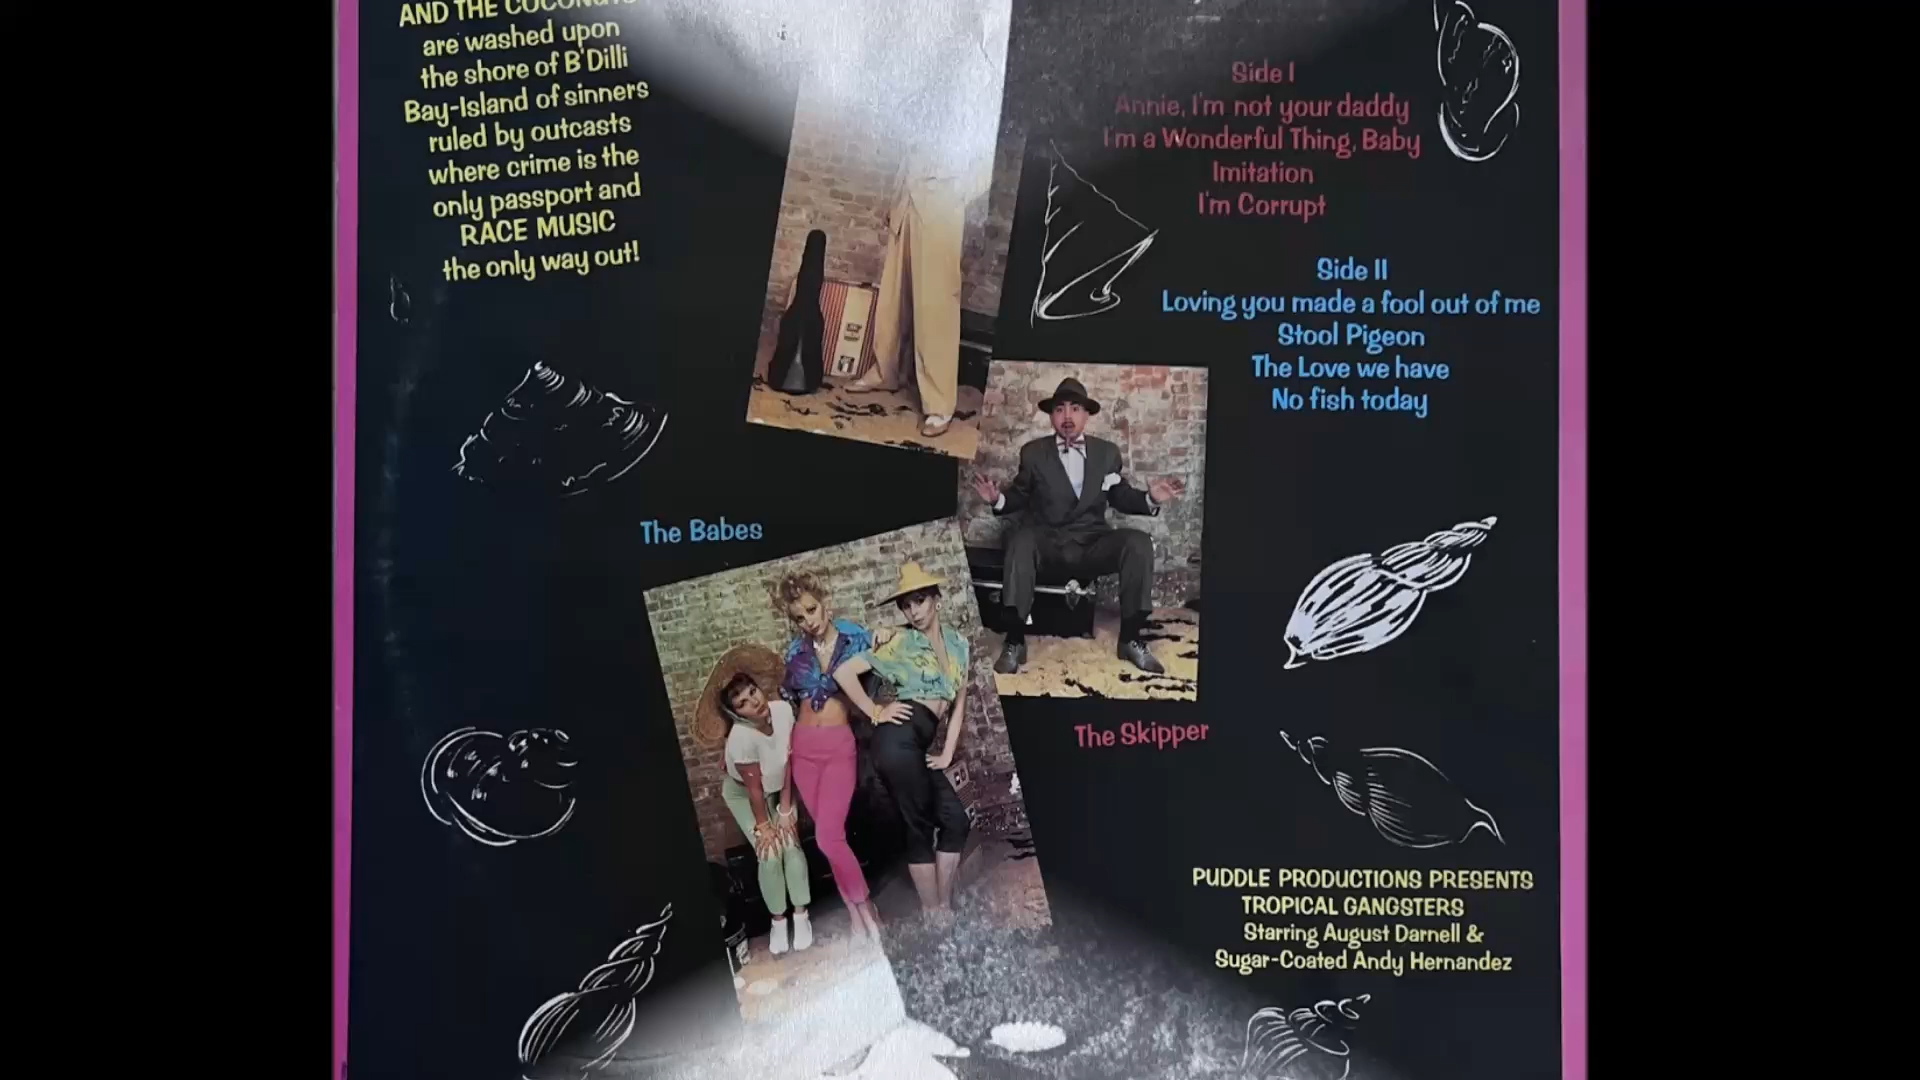 AND THE COCONUTS
are washed upon
the shore of B'Dilli
Bay-Island of sinners
ruled by outcasts
where crime is the
only passport and
RACE MUSIC
the only way out!
Side I
Annie, I'm not your daddy
I'm a Wonderful Thing, Baby
Imitation
I'm Corrupt
Side II
Loving you made a fool out of me
Stool Pigeon
The Love we have
No fish today
The Babes
The Skipper
PUDDLE PRODUCTIONS PRESENTS
TROPICAL GANGSTERS
Starring August Darnell &
Sugar-Coated Andy Hernandez